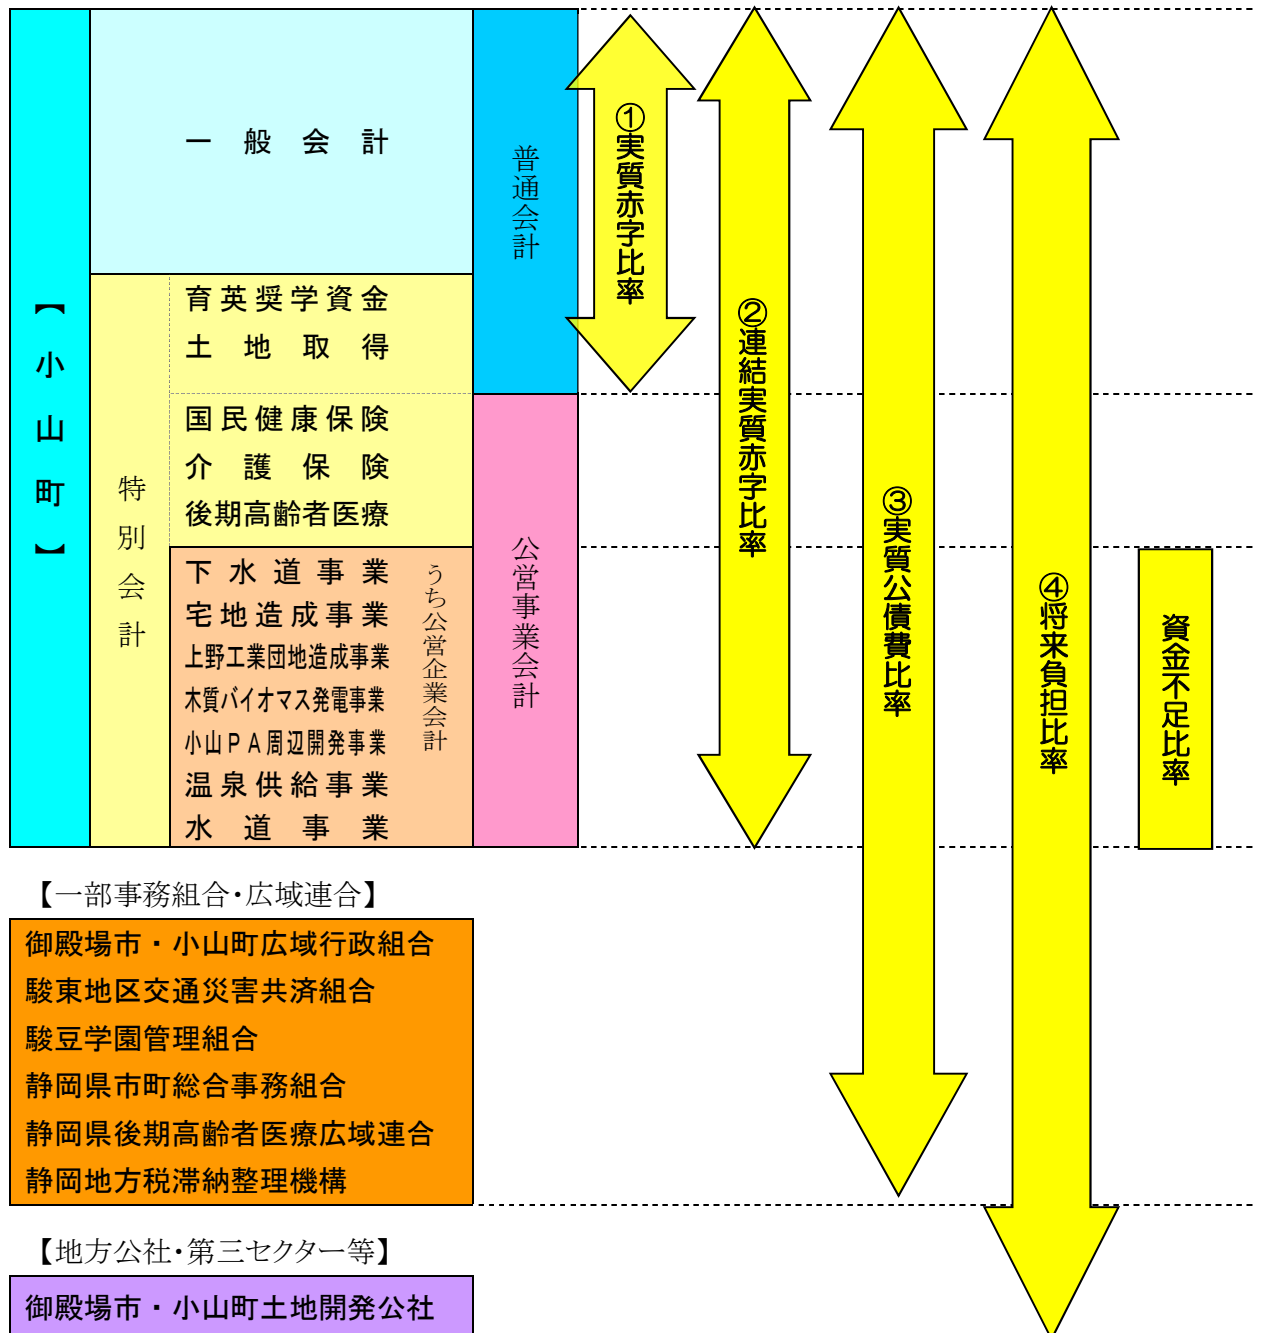 【小山町】
一般会計
特別会計
育英奨学資金
土地取得
国民健康保険
介護保険
後期高齢者医療
下水道事業
宅地造成事業
上野工業団地造成事業
木質バイオマス発電事業
小山PA周辺開発事業
温泉供給事業
水道事業
うち公営企業会計
普通会計
公営事業会計
①実質赤字比率
②連結実質赤字比率
③実質公債費比率
④将来負担比率
資金不足比率
【一部事務組合・広域連合】
御殿場市・小山町広域行政組合
駿東地区交通災害共済組合
駿豆学園管理組合
静岡県市町総合事務組合
静岡県後期高齢者医療広域連合
静岡地方税滞納整理機構
【地方公社・第三セクター等】
御殿場市・小山町土地開発公社